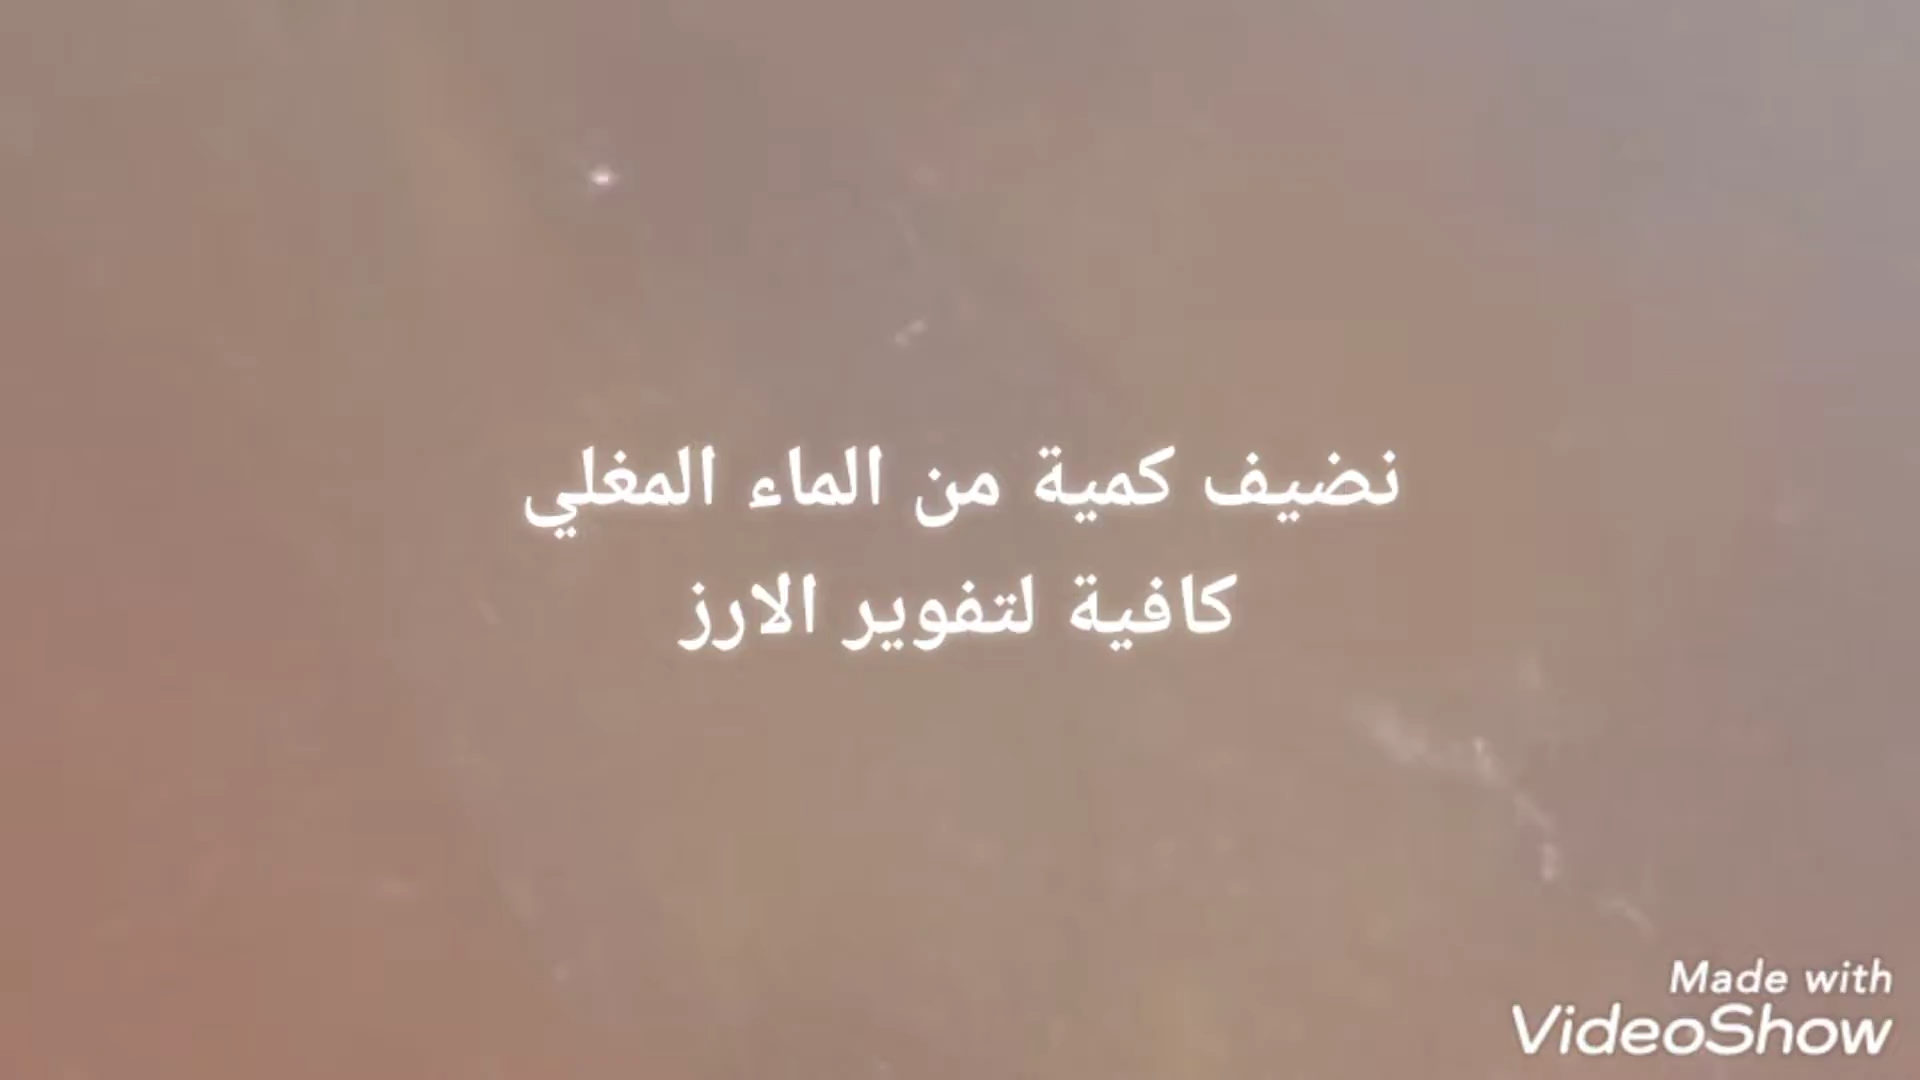 نضيف كمية من الماء المغلي
كافية لتفوير الارز
Made with
VideoShow